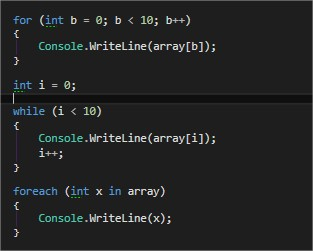 for (int b = 0; b < 10; b++)
{
    Console.WriteLine(array[b]);
}
int i = 0;
while (i < 10)
{
    Console.WriteLine(array[i]);
    i++;
}
foreach (int x in array)
{
    Console.WriteLine(x);
}